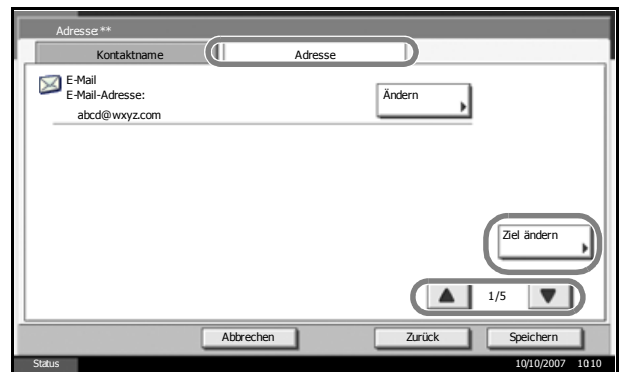 Adresse: **
Kontaktname Adresse
E-Mail
E-Mail-Adresse: Ändern
abcd@wxyz.com
Ziel ändern
1/5
Abbrechen Zurück Speichern
Status 10/10/2007 10:10